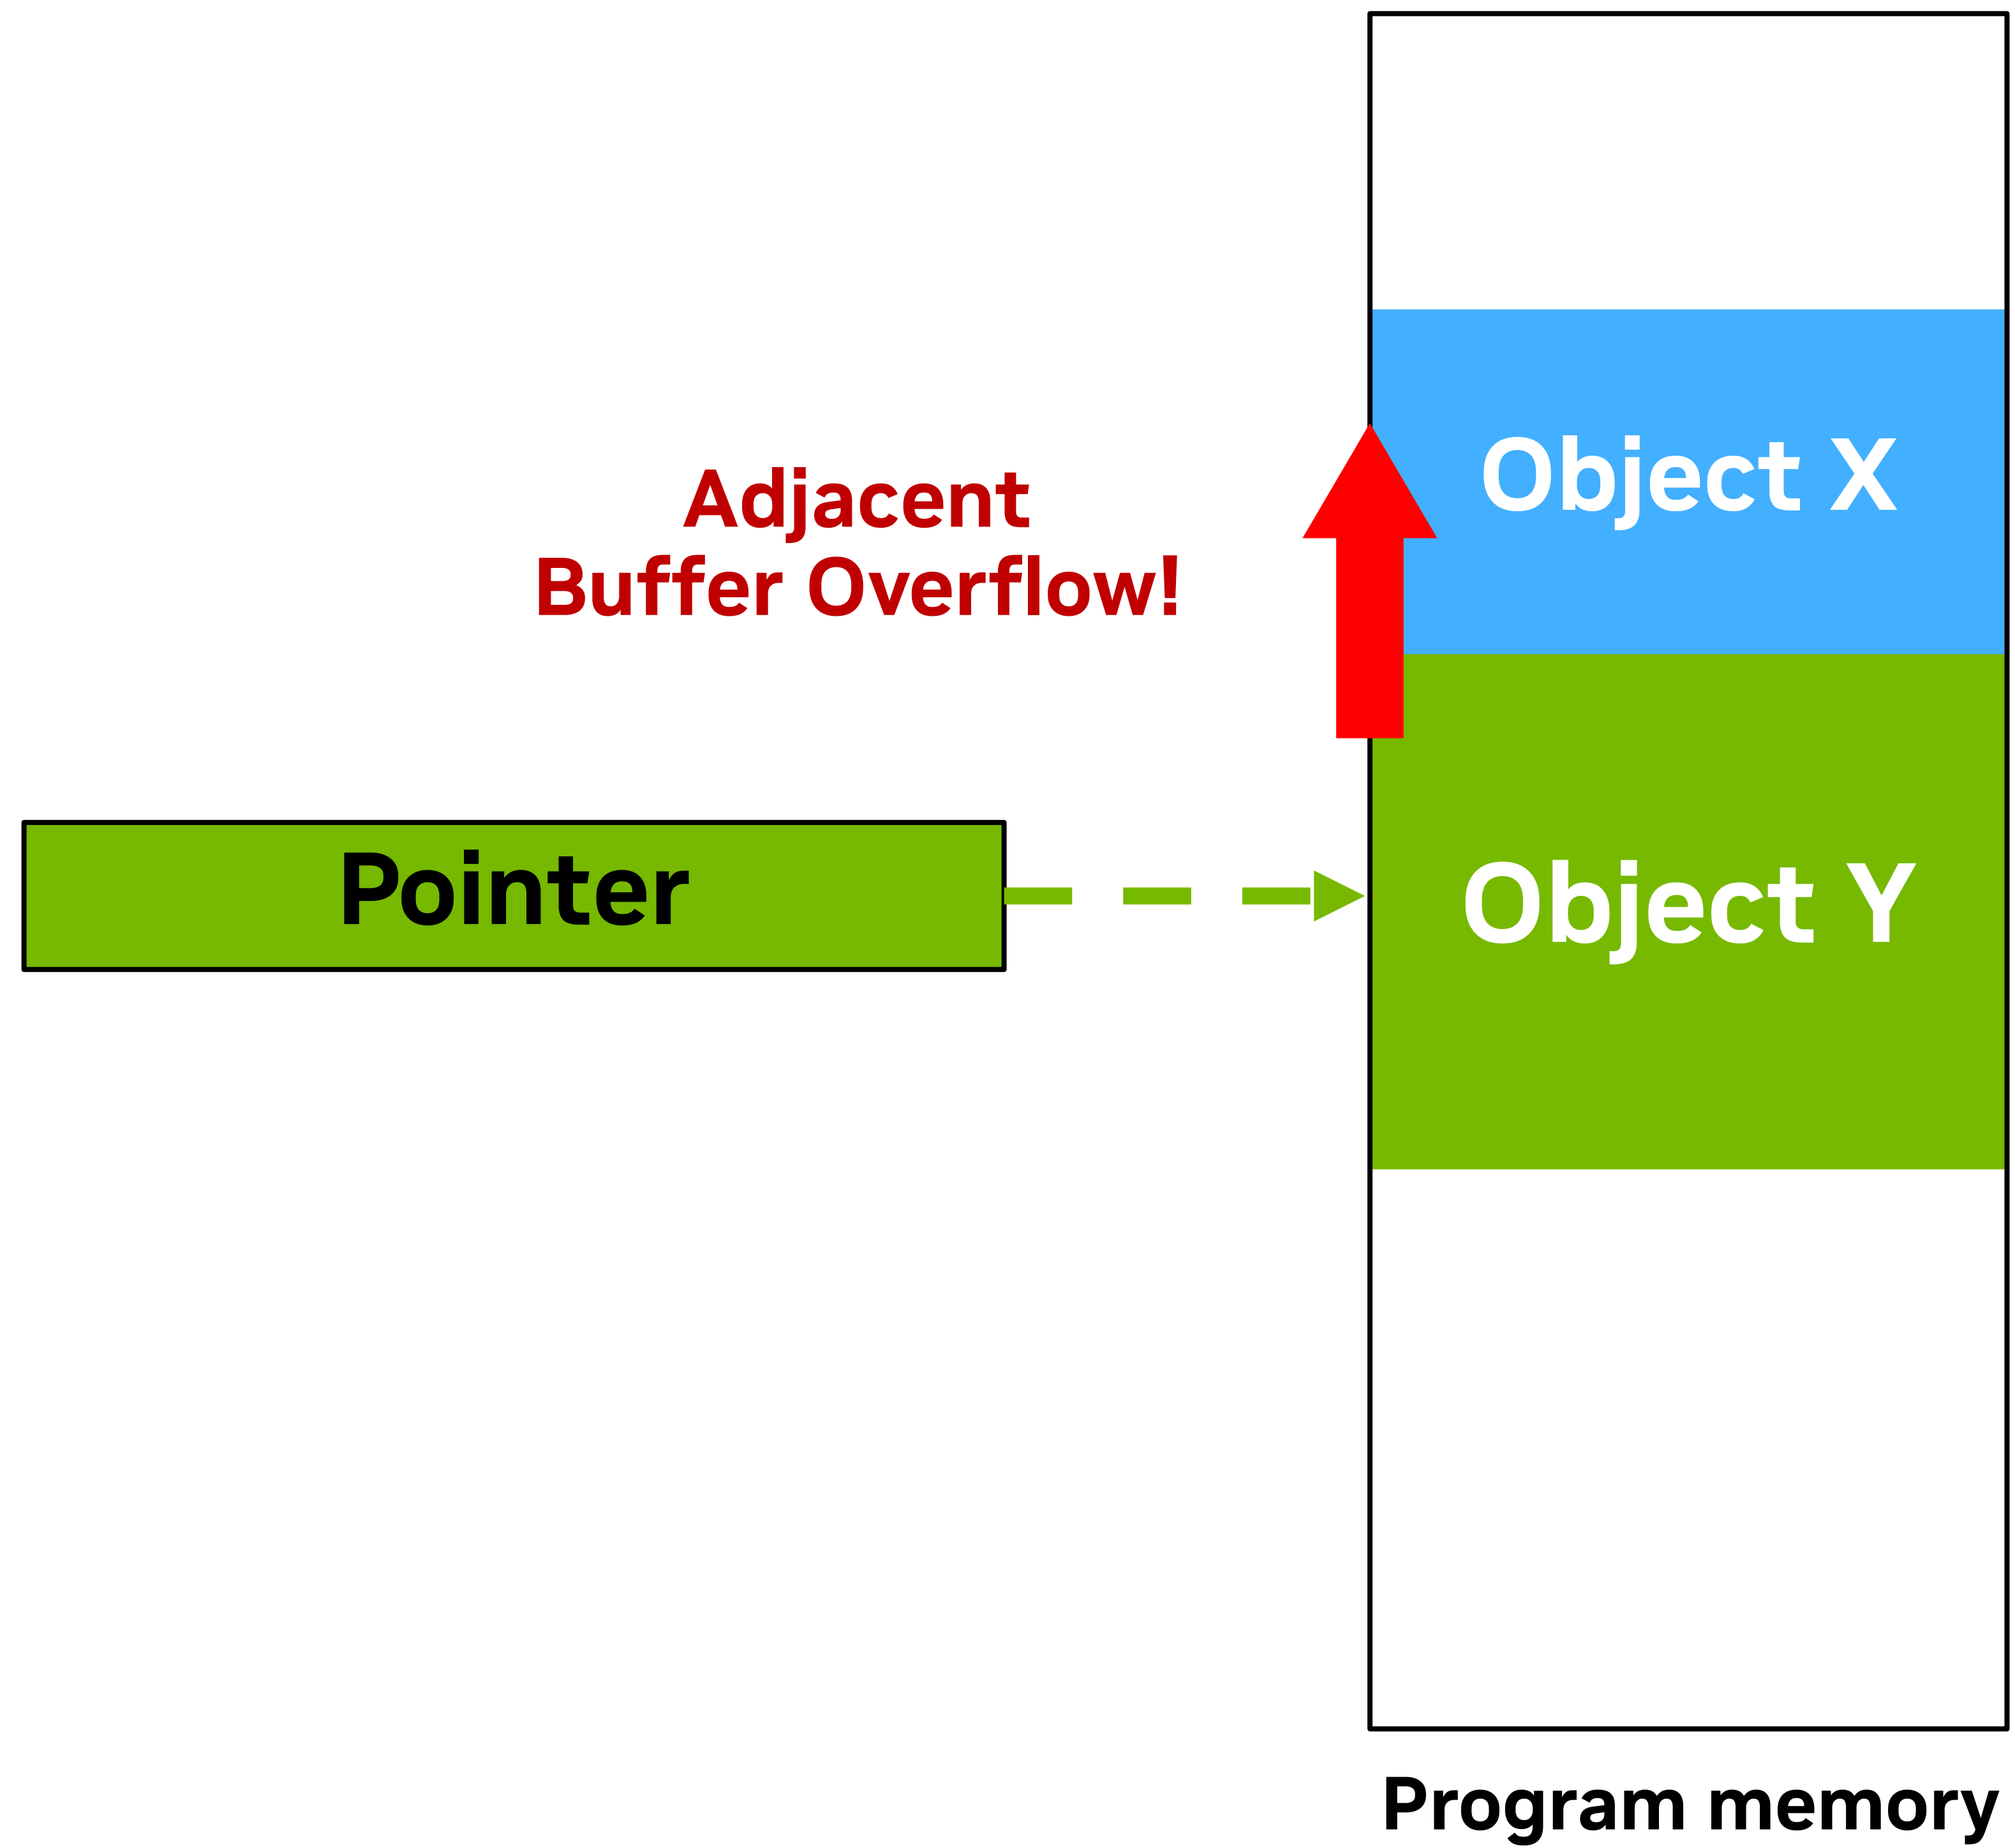 Object X
Adjacent
Buffer Overflow!
Pointer
Object Y
Program memory